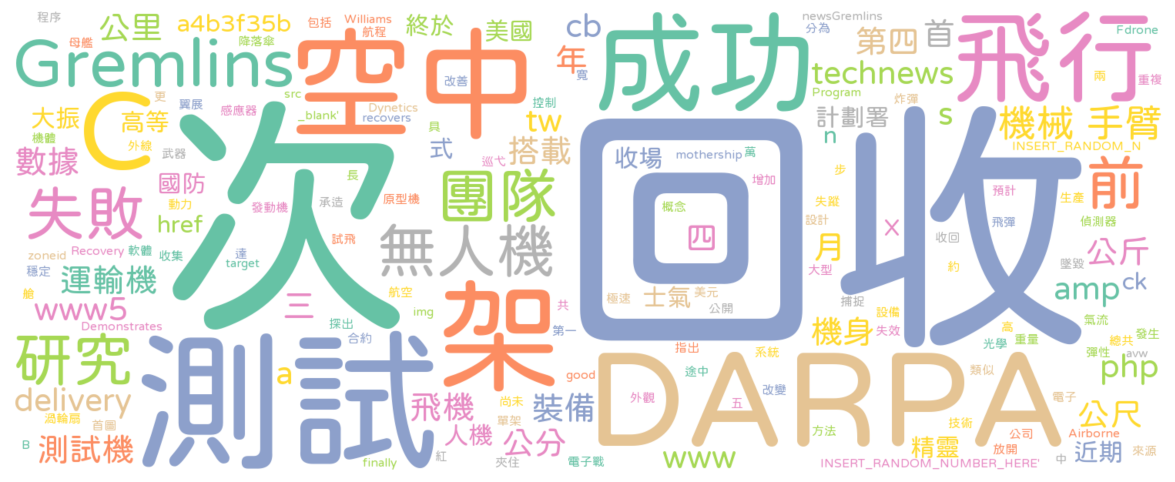 程序
a4b3f35b
包括
Williams
航程
終於
美國
cb
newsGremlins
分為
首
Fdrone
母艦
公里
降落傘
空中
年
寬
成功
第四
飛行
Gremlins
改善
technews
兩
重複
更
翼展
src
感應器
_blank'
Dynetics
recovers
控制
具
tw
Program
炸彈
s
大振
機體
C
高等
外線
武器
次
式
搭載
計劃署
n
機械
手臂
INSERT_RANDOM_N
數據
國防
長
巡弋
收場
mothership
萬
步
回收
前
失敗
動力
href
發動機
承造
原型機
團隊
概念
增加
四
失蹤
設計
X
預計
飛彈
生產
偵測器
試飛
無人機
月
大型
收回
公斤
zoneid
Recovery
軟體
收集
達
target
穩定
運輸機
約
墜毀
amp
ck
脆
www5
三
航空
img
架
共
極速
士氣
美元
公開
捕捉
設備
機身
失效
高
重量
氣流
Demonstrates
探出
合約
第一
光學
總共
發生
研究
測試
指出
系統
彈性
avw
php
a
good
途中
類似
delivery
飛機
尚未
裝備
DARPA
外觀
五
改變
電子
渦輪扇
首圖
人機
單架
公分
技術
公尺
B
測試機
紅
finally
夾住
電子戰
www
方法
精靈
公司
放開
Airborne
中
近期
來源
INSERT_RANDOM_NUMBER_HERE'